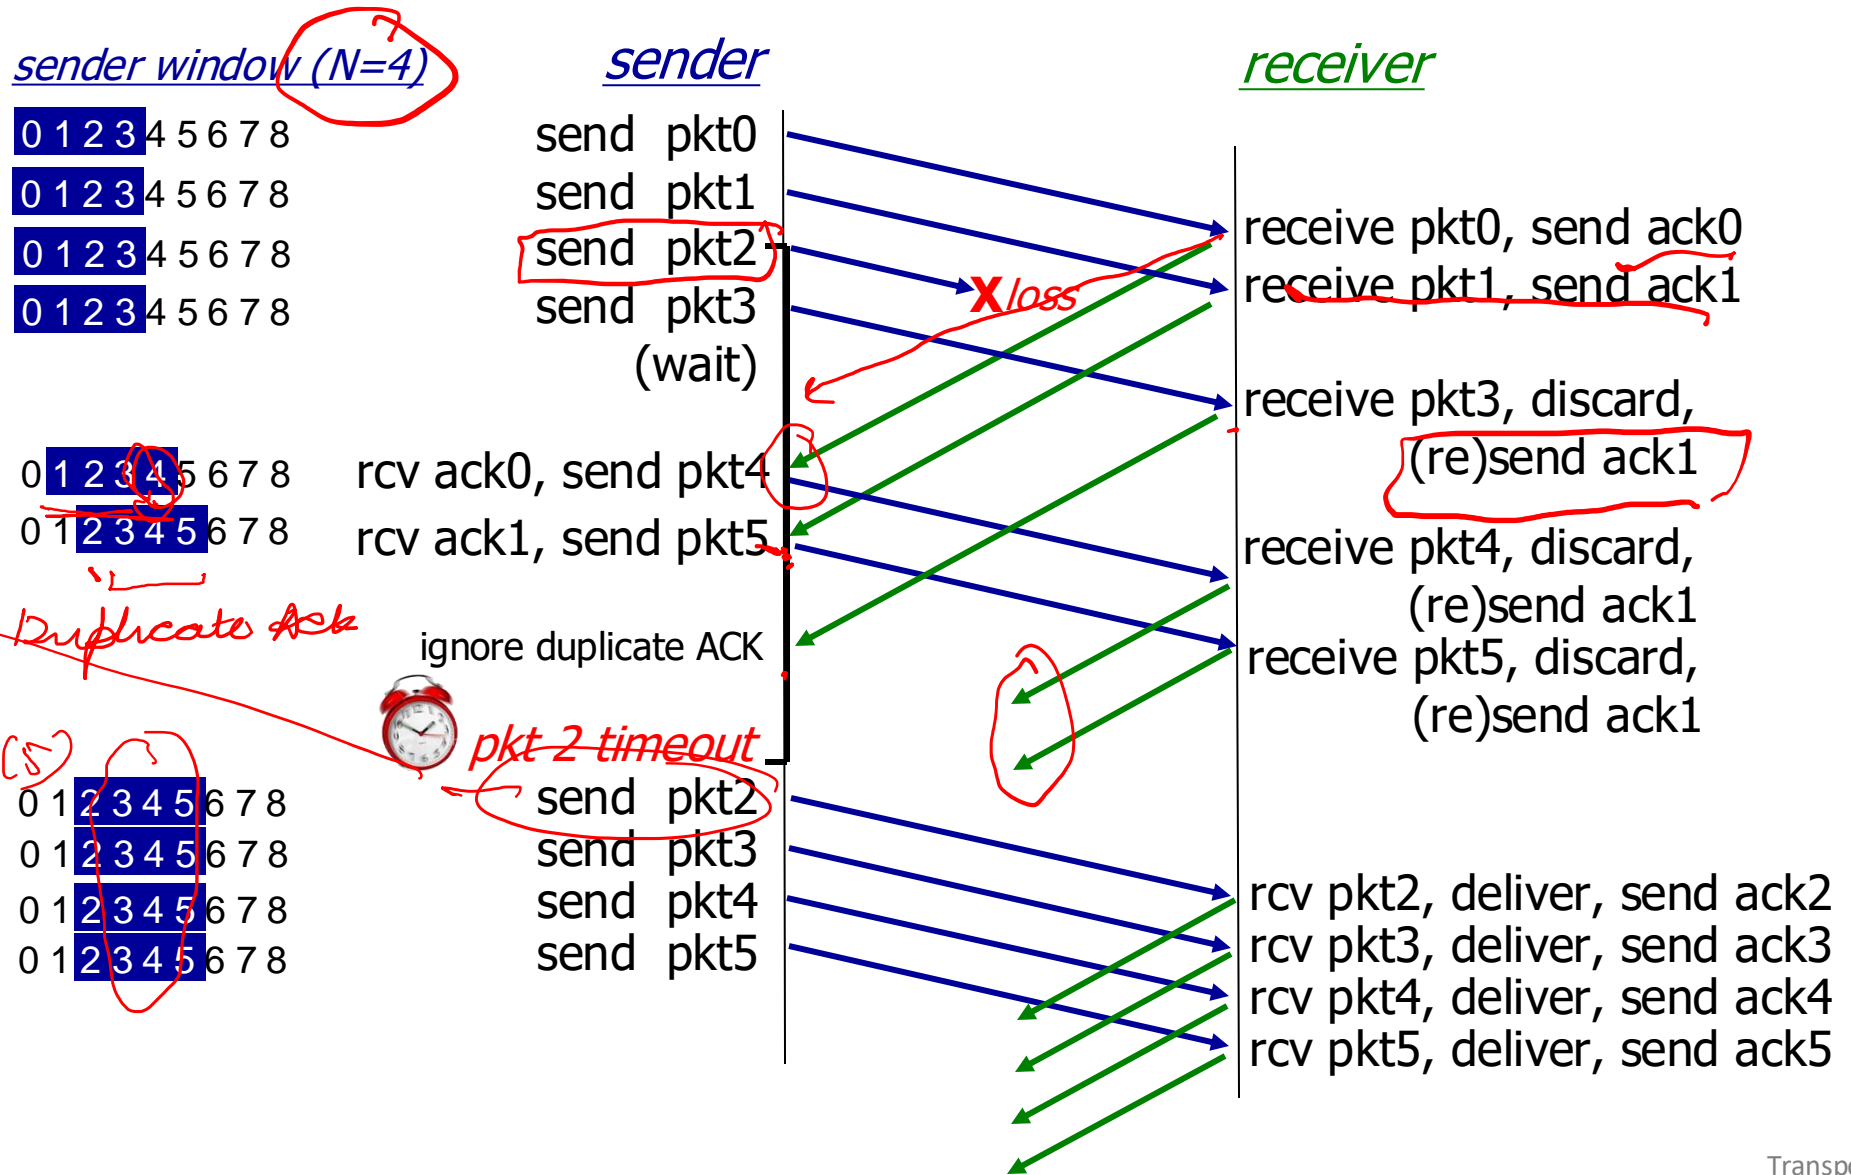 sender window (N=4)
sender
receiver
0 1 2 3 4 5 6 7 8
send pkt0
0 1 2 3 4 5 6 7 8
send pkt1
receive pkt0, send ack0
0 1 2 3 4 5 6 7 8
send pkt2
receive pkt1, send ack1
0 1 2 3 4 5 6 7 8
send pkt3
X loss
(wait)
receive pkt3, discard,
(re)send ack1
0 1 2 3 4 5 6 7 8
rcv ack0, send pkt4
0 1 2 3 4 5 6 7 8
rcv ack1, send pkt5
receive pkt4, discard,
(re)send ack1
Duplicate Ack
ignore duplicate ACK
receive pkt5, discard,
(re)send ack1
pkt 2 timeout
0 1 2 3 4 5 6 7 8
send pkt2
0 1 2 3 4 5 6 7 8
send pkt3
rcv pkt2, deliver, send ack2
0 1 2 3 4 5 6 7 8
send pkt4
rcv pkt3, deliver, send ack3
0 1 2 3 4 5 6 7 8
send pkt5
rcv pkt4, deliver, send ack4
rcv pkt5, deliver, send ack5